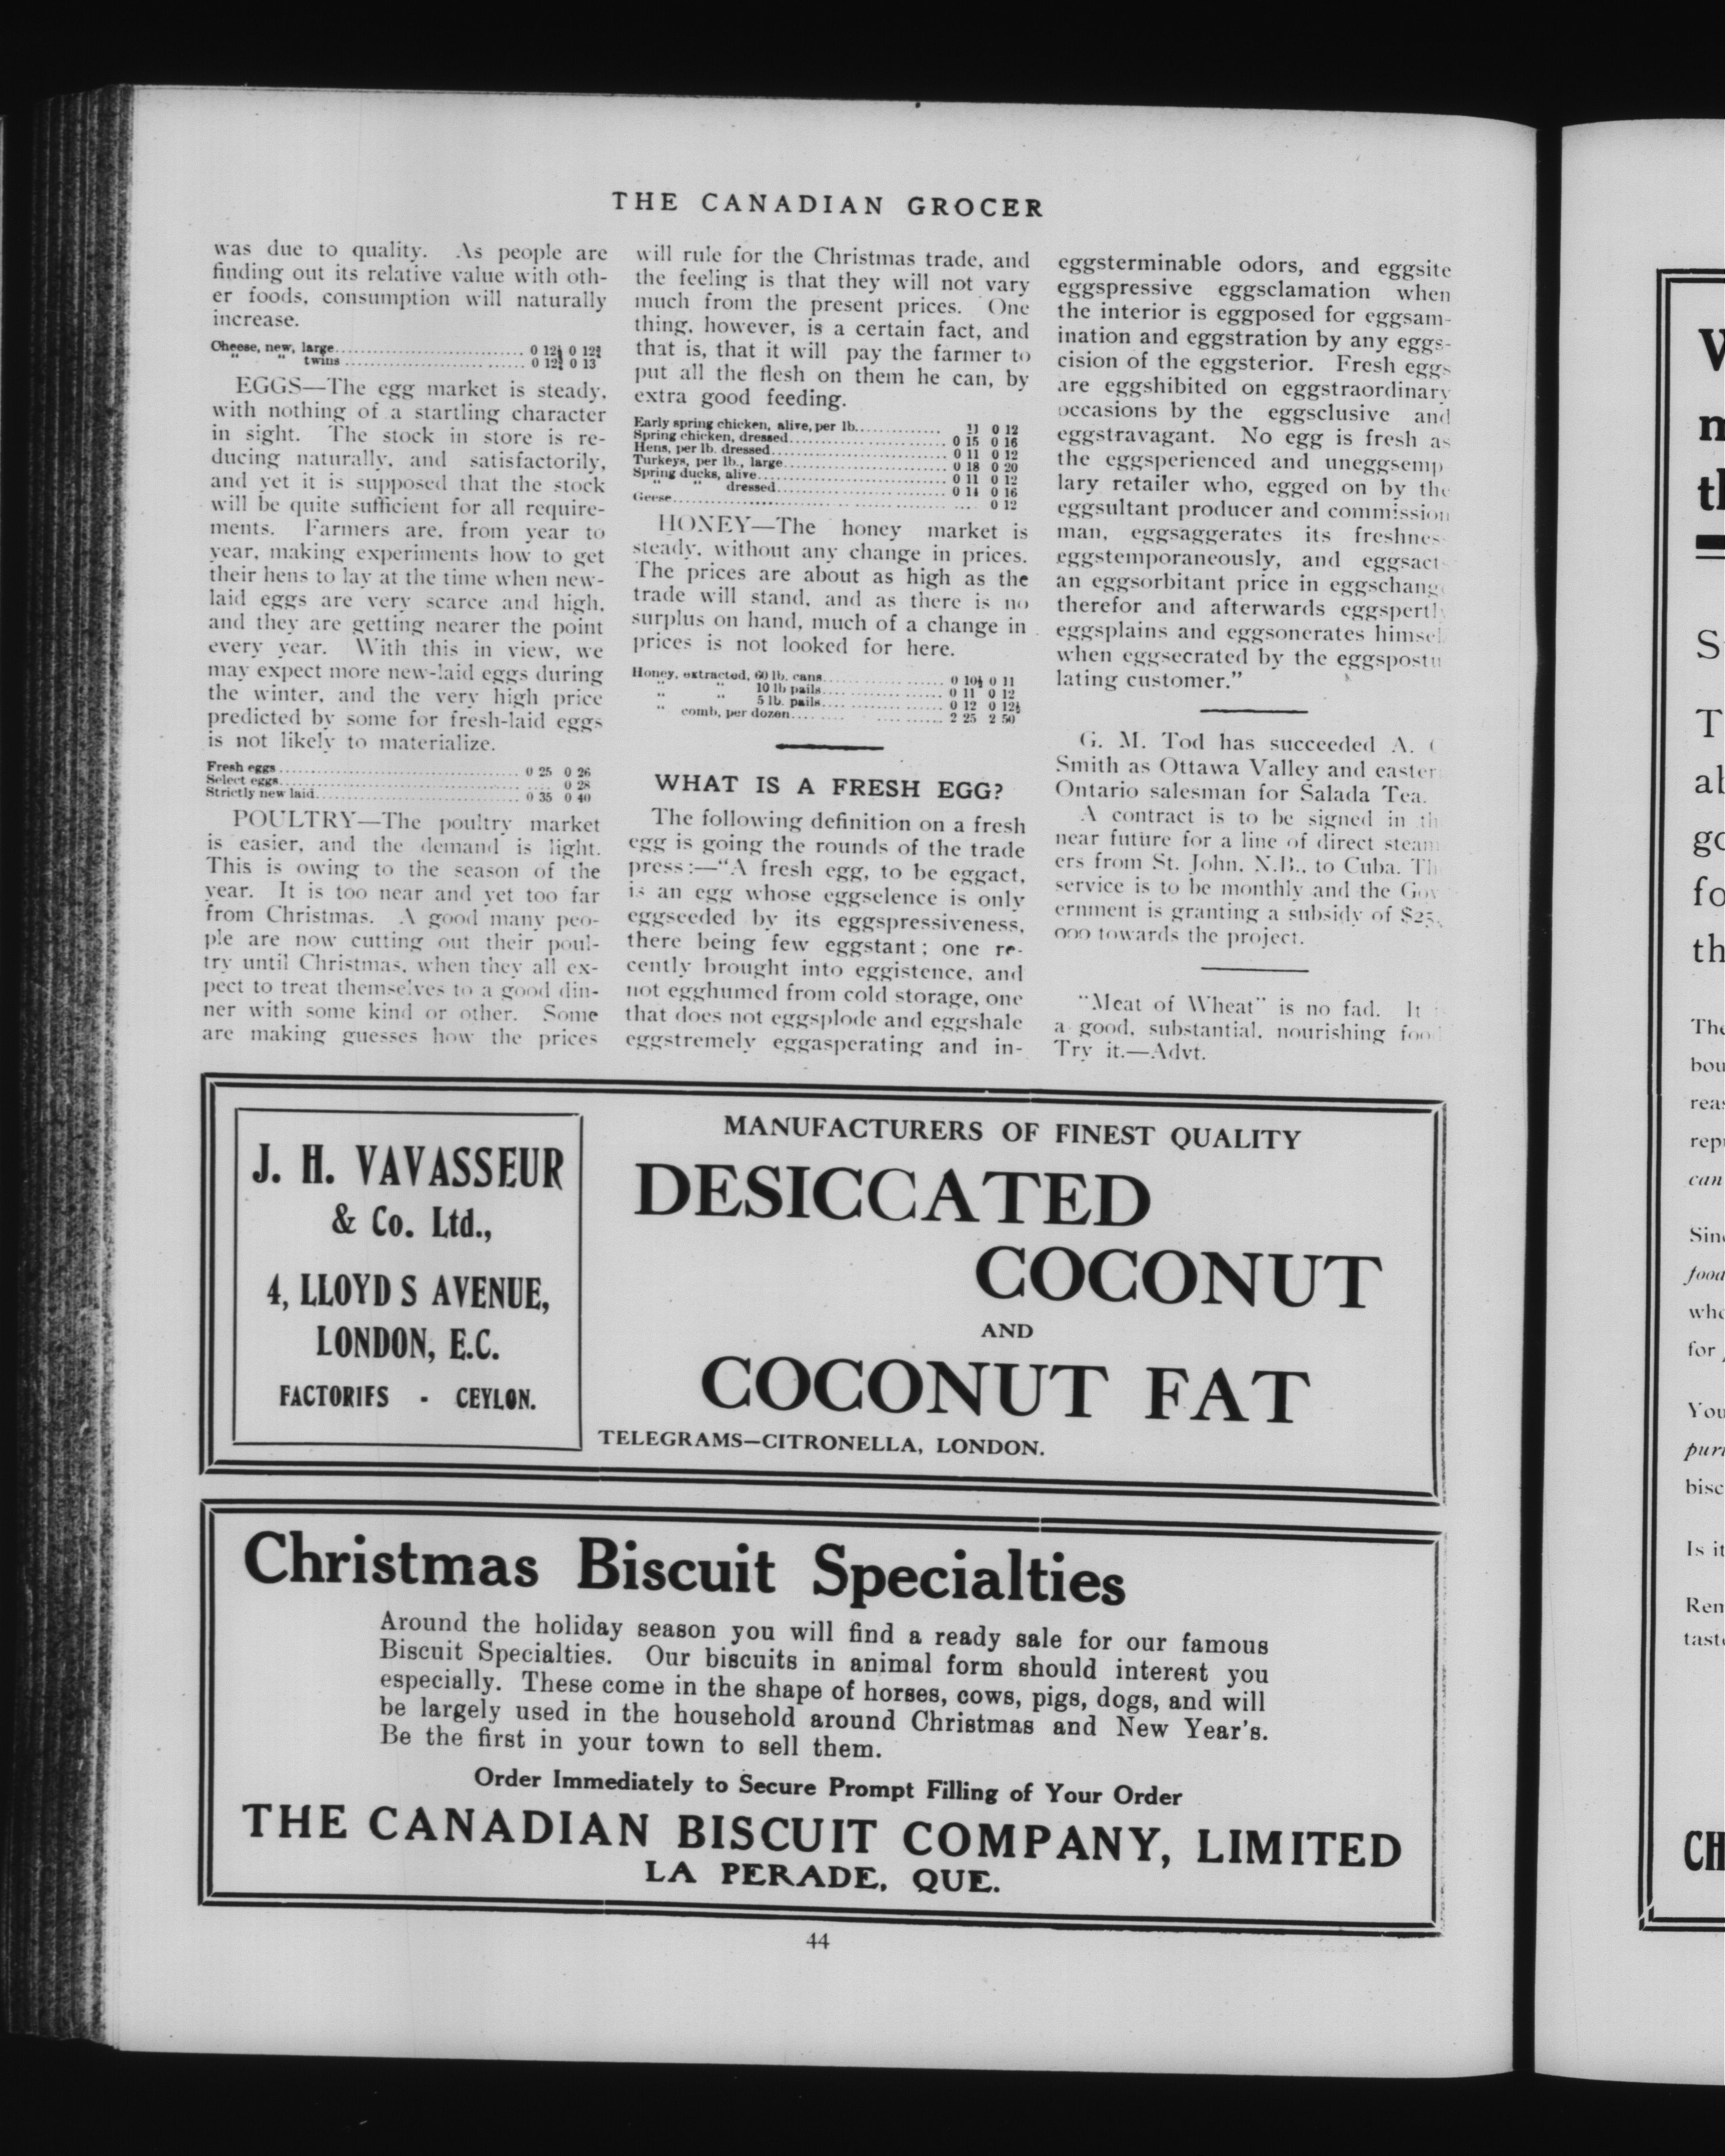 THE CANADIAN GROCER
was due to quality. As people are
finding out its relative value with oth-
er foods, consumption will naturally
increase.
Cheese, new, large 0 12½ 0 12¾
" " twins 0 12¾ 0 13
EGGS—The egg market is steady,
with nothing of a startling character
in sight. The stock in store is re-
ducing naturally, and satisfactorily,
and yet it is supposed that the stock
will be quite sufficient for all require-
ments. Farmers are, from year to
year, making experiments how to get
their hens to lay at the time when new-
laid eggs are very scarce and high,
and they are getting nearer the point
every year. With this in view, we
may expect more new-laid eggs during
the winter, and the very high price
predicted by some for fresh-laid eggs
is not likely to materialize.
Fresh eggs 0 25 0 26
Select eggs 0 28
Strictly new laid 0 35 0 40
POULTRY—The poultry market
is easier, and the demand is light.
This is owing to the season of the
year. It is too near and yet too far
from Christmas. A good many peo-
ple are now cutting out their poul-
try until Christmas, when they all ex-
pect to treat themselves to a good din-
ner with some kind or other. Some
are making guesses how the prices
will rule for the Christmas trade, and
the feeling is that they will not vary
much from the present prices. One
thing, however, is a certain fact, and
that is, that it will pay the farmer to
put all the flesh on them he can, by
extra good feeding.
Early spring chicken, alive, per lb. 11 0 12
Spring chicken, dressed 0 15 0 16
Hens, per lb. dressed 0 11 0 12
Turkeys, per lb., large 0 18 0 20
Spring ducks, alive 0 11 0 12
" " dressed 0 14 0 16
Geese 0 12
HONEY—The honey market is
steady, without any change in prices.
The prices are about as high as the
trade will stand, and as there is no
surplus on hand, much of a change in
prices is not looked for here.
Honey, extracted, 60 lb. cans 0 10½ 0 11
" " 10 lb pails 0 11 0 12
" " 5 lb. pails 0 12 0 12½
" comb, per dozen 2 25 2 50
WHAT IS A FRESH EGG?
The following definition on a fresh
egg is going the rounds of the trade
press:—"A fresh egg, to be eggact,
is an egg whose eggselence is only
eggseeded by its eggspressiveness,
there being few eggstant; one re-
cently brought into eggistence, and
not egghumed from cold storage, one
that does not eggsplode and eggshale
eggstremely eggasperating and in-
eggsterminable odors, and eggsite
eggspressive eggsclamation when
the interior is eggposed for eggsam-
ination and eggstration by any eggs-
cision of the eggsterior. Fresh eggs
are eggshibited on eggstraordinary
occasions by the eggsclusive and
eggstravagant. No egg is fresh as
the eggsperienced and uneggsemp
lary retailer who, egged on by the
eggsultant producer and commission
man, eggsaggerates its freshnes
eggstemporaneously, and eggsact
an eggsorbitant price in eggschang
therefor and afterwards eggspertl
eggsplains and eggsonerates himsel
when eggsecrated by the eggspostu
lating customer."
G. M. Tod has succeeded A.
Smith as Ottawa Valley and easter
Ontario salesman for Salada Tea.
A contract is to be signed in th
near future for a line of direct steam
ers from St. John, N.B., to Cuba. Th
service is to be monthly and the Gov
ernment is granting a subsidy of $25,
000 towards the project.
"Meat of Wheat" is no fad. It
a good, substantial, nourishing foo
Try it.—Advt.
J. H. VAVASSEUR
& Co. Ltd.,
4, LLOYD S AVENUE,
LONDON, E.C.
FACTORIES - CEYLON.
MANUFACTURERS OF FINEST QUALITY
DESICCATED
COCONUT
AND
COCONUT FAT
TELEGRAMS—CITRONELLA, LONDON.
Christmas Biscuit Specialties
Around the holiday season you will find a ready sale for our famous
Biscuit Specialties. Our biscuits in animal form should interest you
especially. These come in the shape of horses, cows, pigs, dogs, and will
be largely used in the household around Christmas and New Year's.
Be the first in your town to sell them.
Order Immediately to Secure Prompt Filling of Your Order
THE CANADIAN BISCUIT COMPANY, LIMITED
LA PERADE, QUE.
44